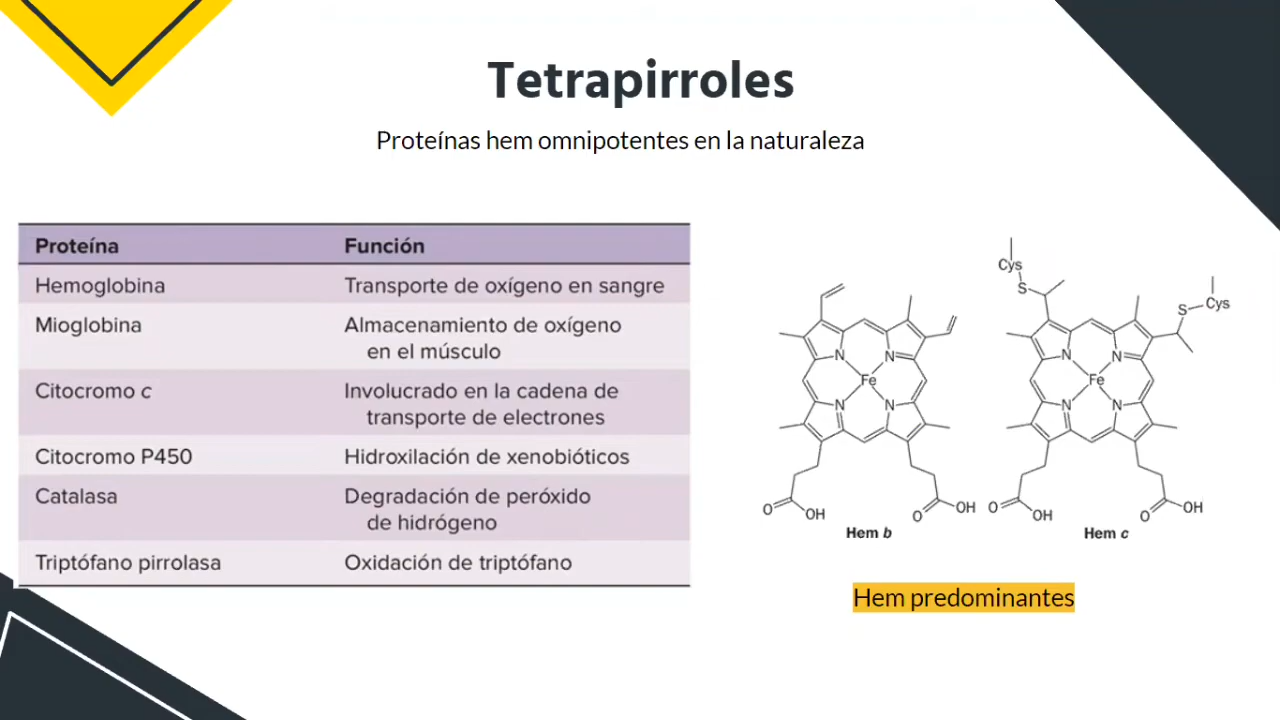 Tetrapirroles
Proteínas hem omnipotentes en la naturaleza
Proteína Función
Hemoglobina Transporte de oxígeno en sangre
Mioglobina Almacenamiento de oxígeno
en el músculo
Citocromo c Involucrado en la cadena de
transporte de electrones
Citocromo P450 Hidroxilación de xenobióticos
Catalasa Degradación de peróxido
de hidrógeno
Triptófano pirrolasa Oxidación de triptófano
N N
Fe
N N
O OH O OH
Hem b
Cys
S
S Cys
N N
Fe
N N
O OH O OH
Hem c
Hem predominantes